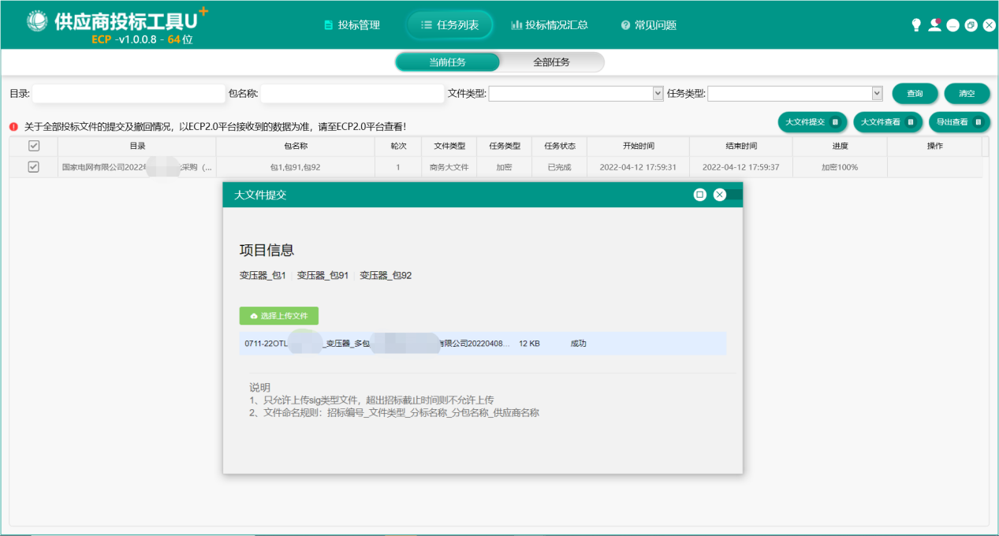 供应商投标工具U+
ECP -v1.0.0.8 - 64位
投标管理 任务列表 投标情况汇总 常见问题
当前任务 全部任务
目录: 包名称: 文件类型: 任务类型: 查询 清空
关于全部投标文件的提交及撤回情况，以ECP2.0平台接收到的数据为准，请至ECP2.0平台查看！
大文件提交 大文件查看 导出查看
目录 包名称 轮次 文件类型 任务类型 任务状态 开始时间 结束时间 进度 操作
国家电网有限公司2022年 采购（... 包1,包91,包92 1 商务大文件 加密 已完成 2022-04-12 17:59:31 2022-04-12 17:59:37 加密100%
大文件提交
项目信息
变压器_包1 变压器_包91 变压器_包92
选择上传文件
0711-22OTL _变压器_多包 有限公司20220408... 12 KB 成功
说明
1、只允许上传sig类型文件，超出招标截止时间则不允许上传
2、文件命名规则：招标编号_文件类型_分标名称_分包名称_供应商名称